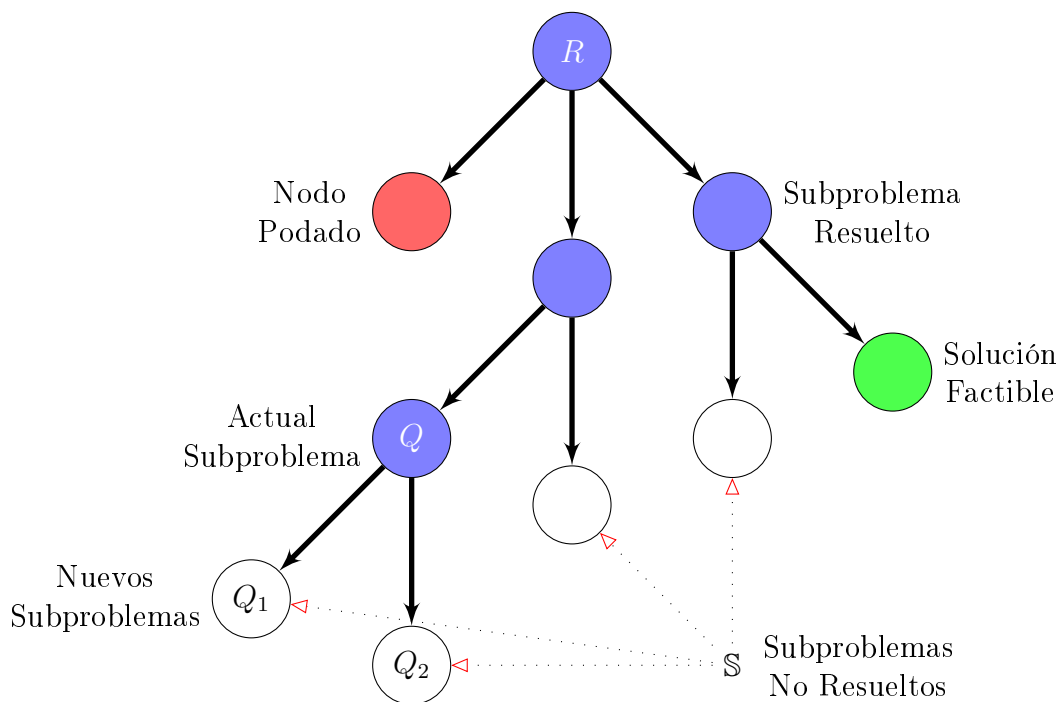 R
Nodo
Podado
Subproblema
Resuelto
Solución
Factible
Actual
Subproblema
Q
Nuevos
Subproblemas
Q₁
Q₂
𝕊
Subproblemas
No Resueltos